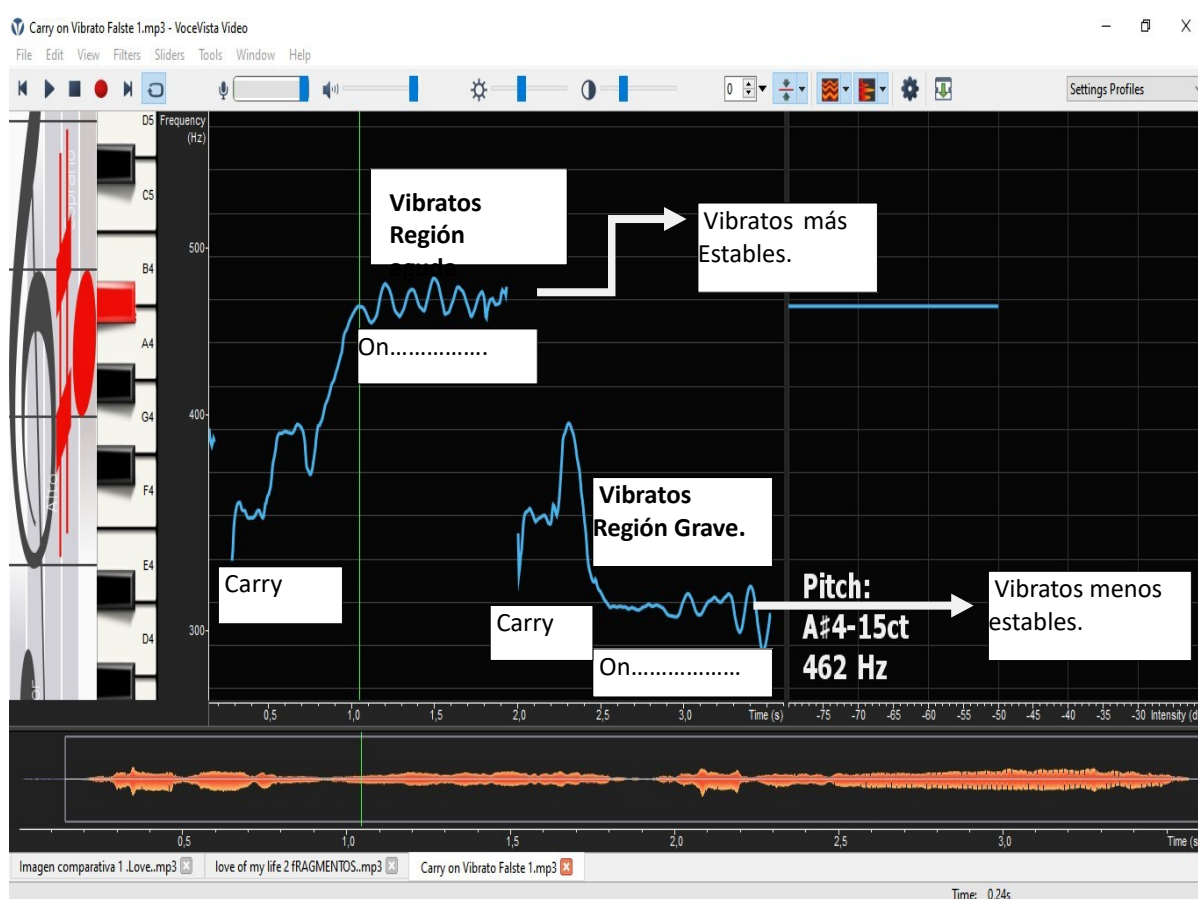 Carry on Vibrato Falste 1.mp3 - VoceVista Video
File Edit View Filters Sliders Tools Window Help
0
Settings Profiles
D5
C5
B4
A4
G4
F4
E4
D4
Soprano
Alto
Frequency
(Hz)
500
400
300
Vibratos
Región
aguda
Vibratos más
Estables.
On................
Vibratos
Región Grave.
Carry
Carry
On..................
Pitch:
A♯4-15ct
462 Hz
Vibratos menos
estables.
0,5 1,0 1,5 2,0 2,5 3,0 Time (s)
-75 -70 -65 -60 -55 -50 -45 -40 -35 -30 Intensity (d
0,5 1,0 1,5 2,0 2,5 3,0 Time (s
Imagen comparativa 1 .Love..mp3 love of my life 2 fRAGMENTOS..mp3 Carry on Vibrato Falste 1.mp3
Time: 0.24s